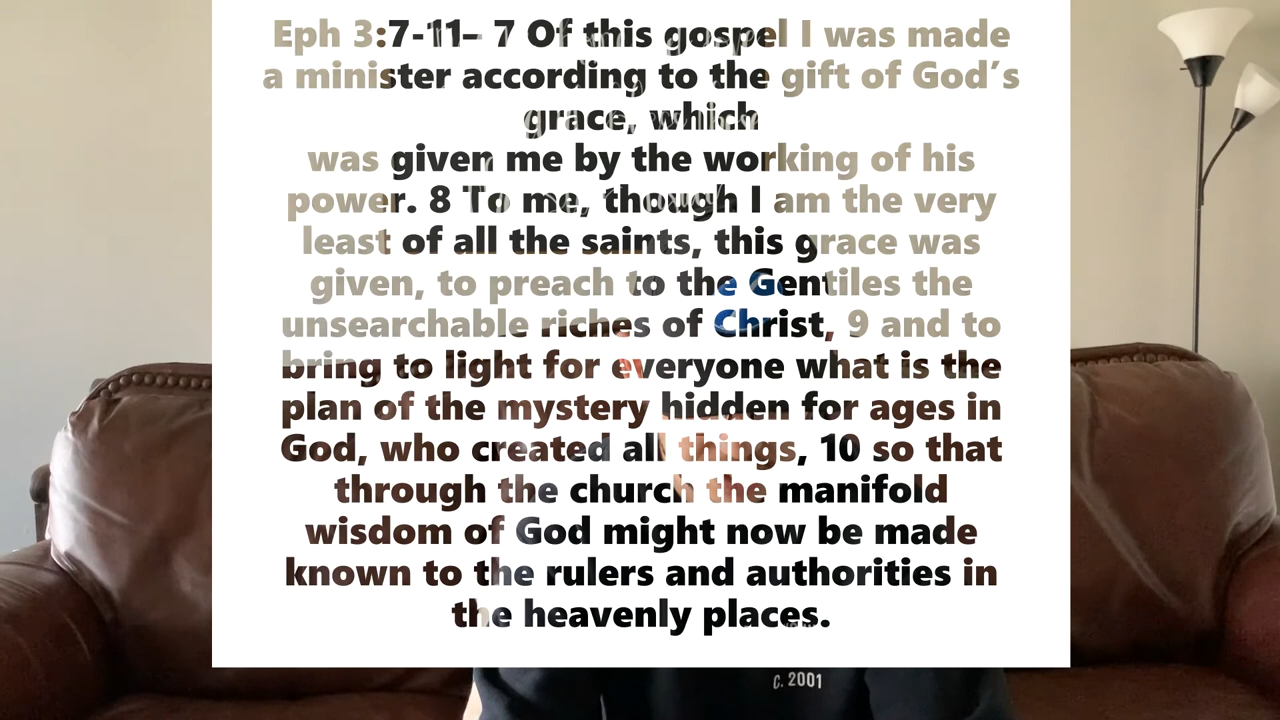 Eph 3:7-11– 7 Of this gospel I was made
a minister according to the gift of God’s
grace, which
was given me by the working of his
power. 8 To me, though I am the very
least of all the saints, this grace was
given, to preach to the Gentiles the
unsearchable riches of Christ, 9 and to
bring to light for everyone what is the
plan of the mystery hidden for ages in
God, who created all things, 10 so that
through the church the manifold
wisdom of God might now be made
known to the rulers and authorities in
the heavenly places.
C. 2001